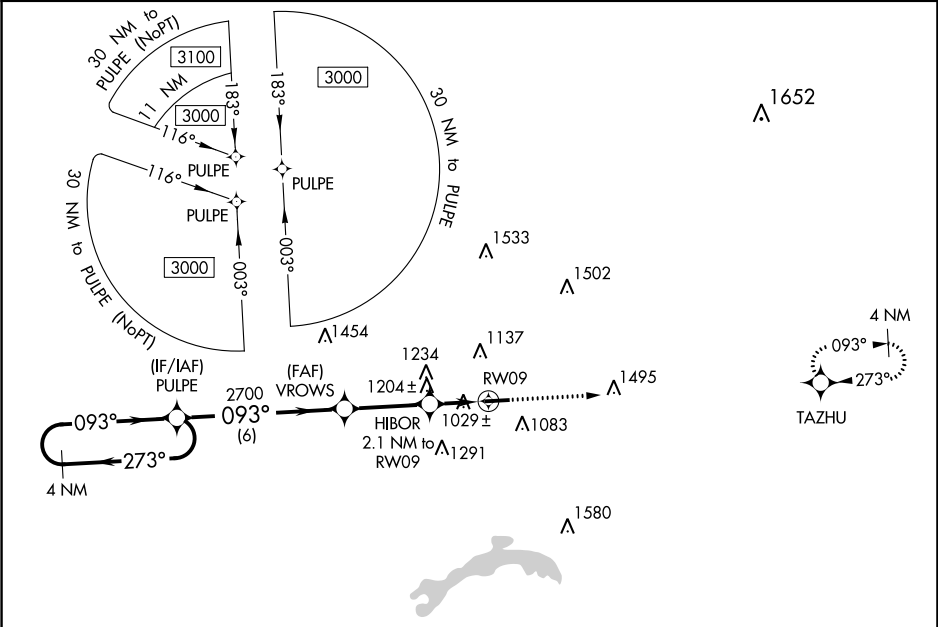 30 NM to
PULPE (NoPT)
3100
11 NM
3000
183°
116°
PULPE
183°
3000
30 NM to PULPE
PULPE
003°
116°
PULPE
30 NM to PULPE (NoPT)
3000
003°
1652
1533
1502
1454
1137
1234
1204±
RW09
1495
4 NM
093°
273°
TAZHU
(IF/IAF)
PULPE
2700
093°
(6)
(FAF)
VROWS
093°
273°
4 NM
HIBOR
2.1 NM to
RW09
1029±
1083
1291
1580